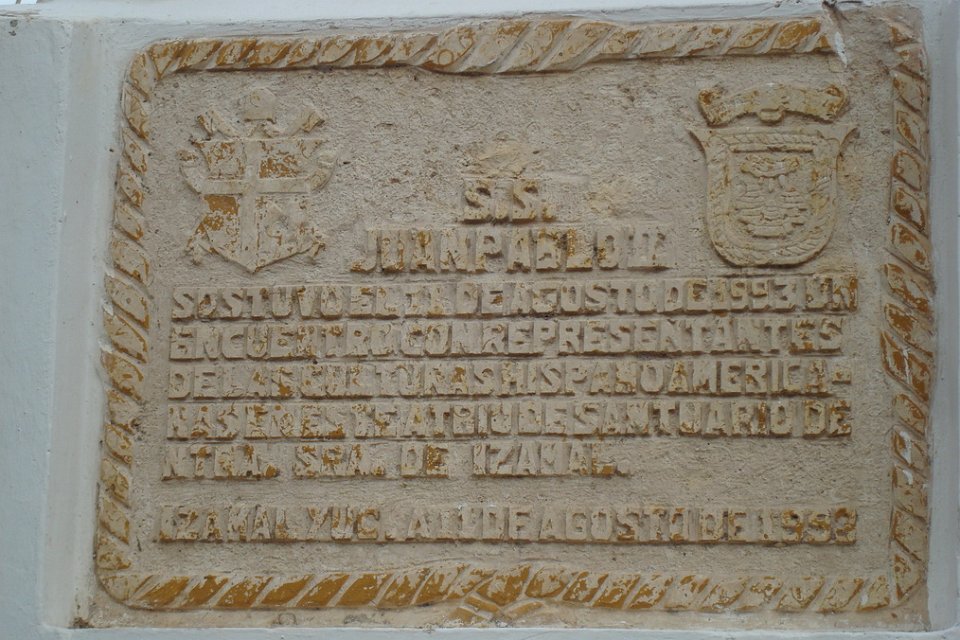 S.S.
JUAN PABLO II
SOSTUVO EL 11 DE AGOSTO DE 1993 UN
ENCUENTRO CON REPRESENTANTES
DE LAS CULTURAS HISPANOAMERICA-
NAS EN ESTE ATRIO DE SANTUARIO DE
NTRA. SRA. DE IZAMAL.
IZAMAL YUC. A 11 DE AGOSTO DE 1993